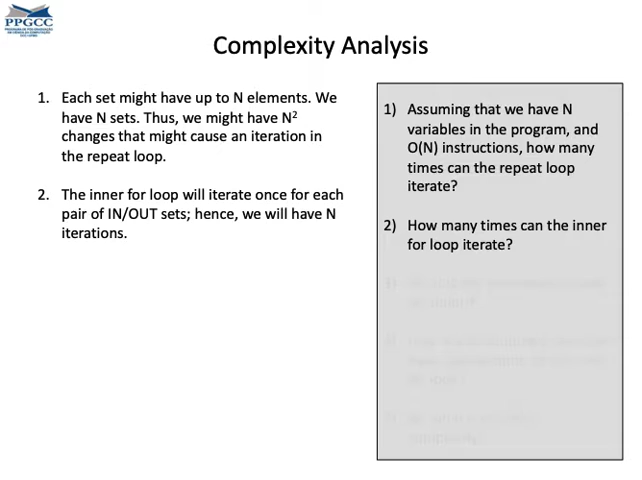 PPGCC
Complexity Analysis
1. Each set might have up to N elements. We
have N sets. Thus, we might have N²
changes that might cause an iteration in
the repeat loop.
2. The inner for loop will iterate once for each
pair of IN/OUT sets; hence, we will have N
iterations.
1) Assuming that we have N
variables in the program, and
O(N) instructions, how many
times can the repeat loop
iterate?
2) How many times can the inner
for loop iterate?